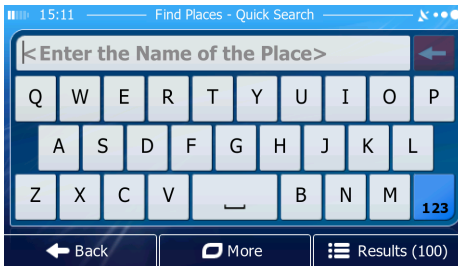 15:11 Find Places - Quick Search
<Enter the Name of the Place>
Q W E R T Y U I O P
A S D F G H J K L
Z X C V B N M 123
Back More Results (100)